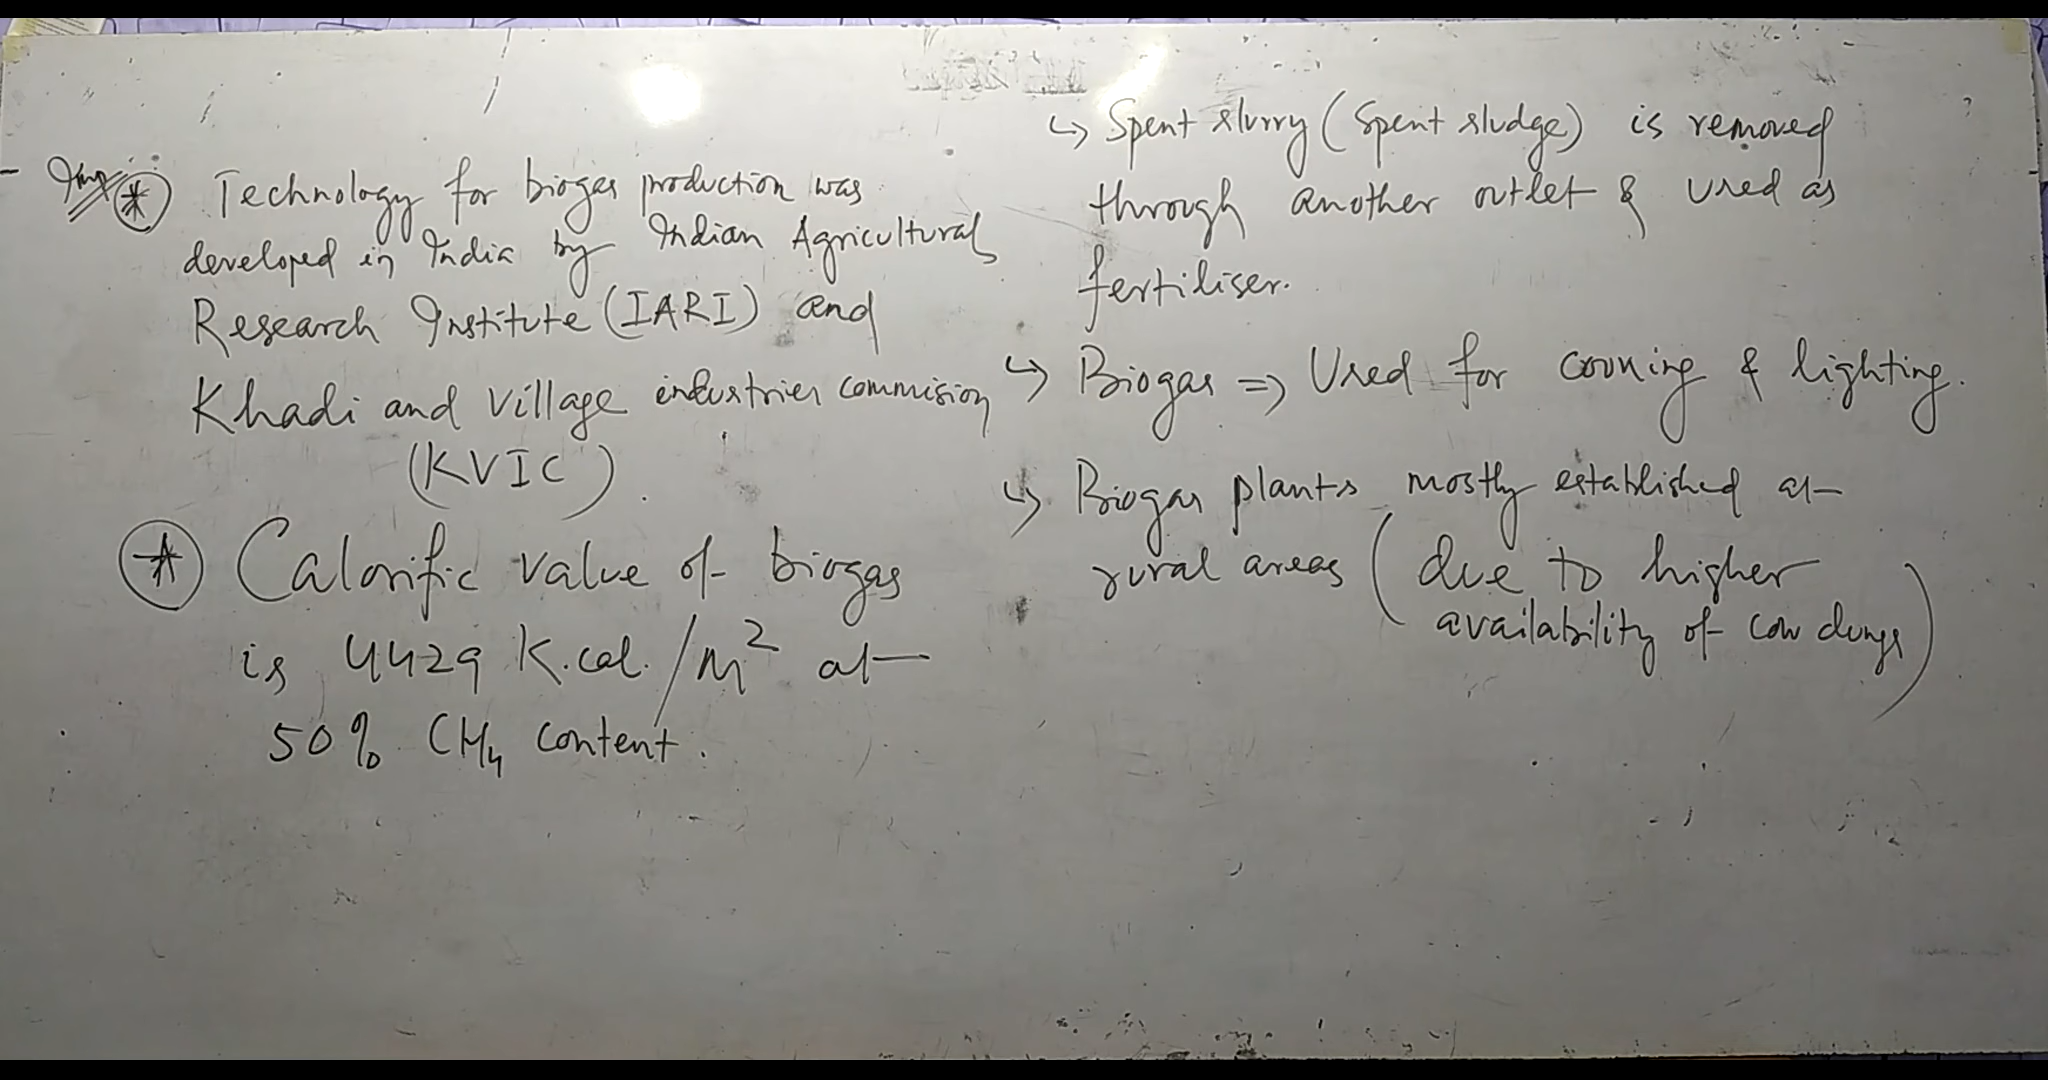 Imp * Technology for biogas production was
developed in India by Indian Agricultural
Research Institute (IARI) and
Khadi and Village industries commision
(KVIC).
* Calorific value of biogas
is 4429 K.cal./m² at
50% CH₄ content.
↳ Spent slurry (Spent sludge) is removed
through another outlet & used as
fertiliser.
↳ Biogas => Used for cooking & lighting.
↳ Biogas plants mostly established at
rural areas (due to higher
availability of cow dungs)